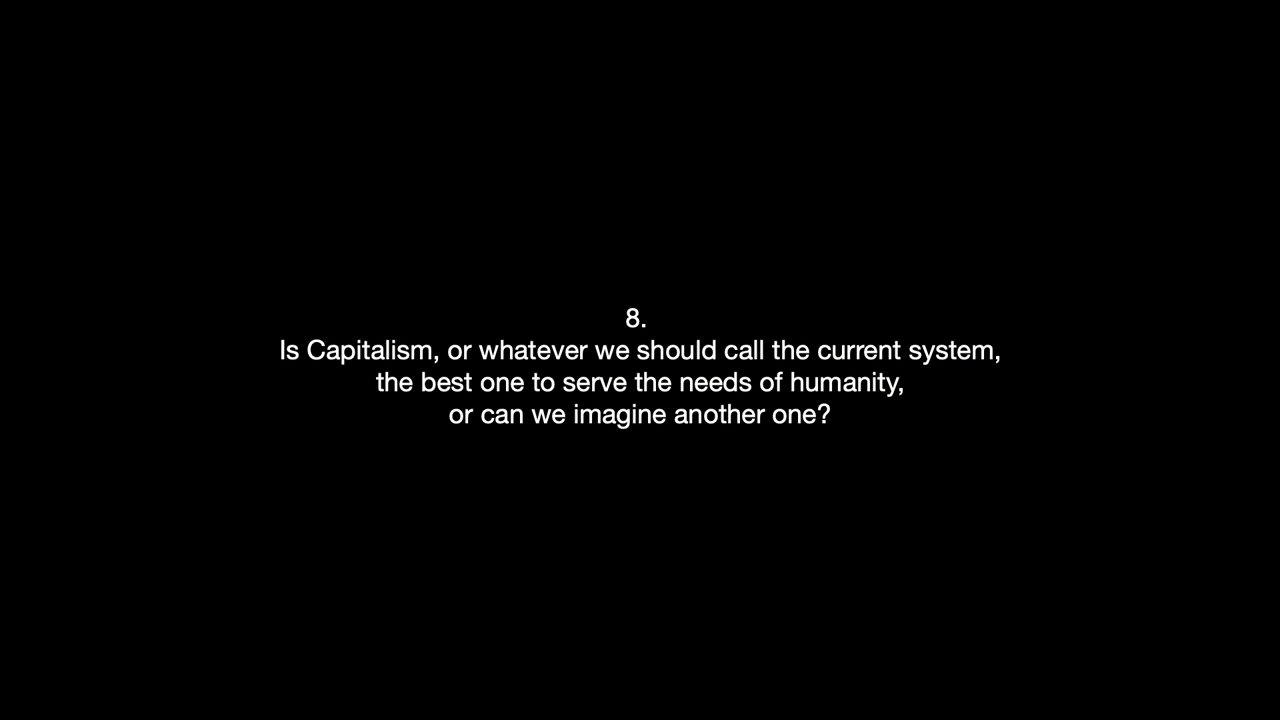 8.
Is Capitalism, or whatever we should call the current system,
the best one to serve the needs of humanity,
or can we imagine another one?